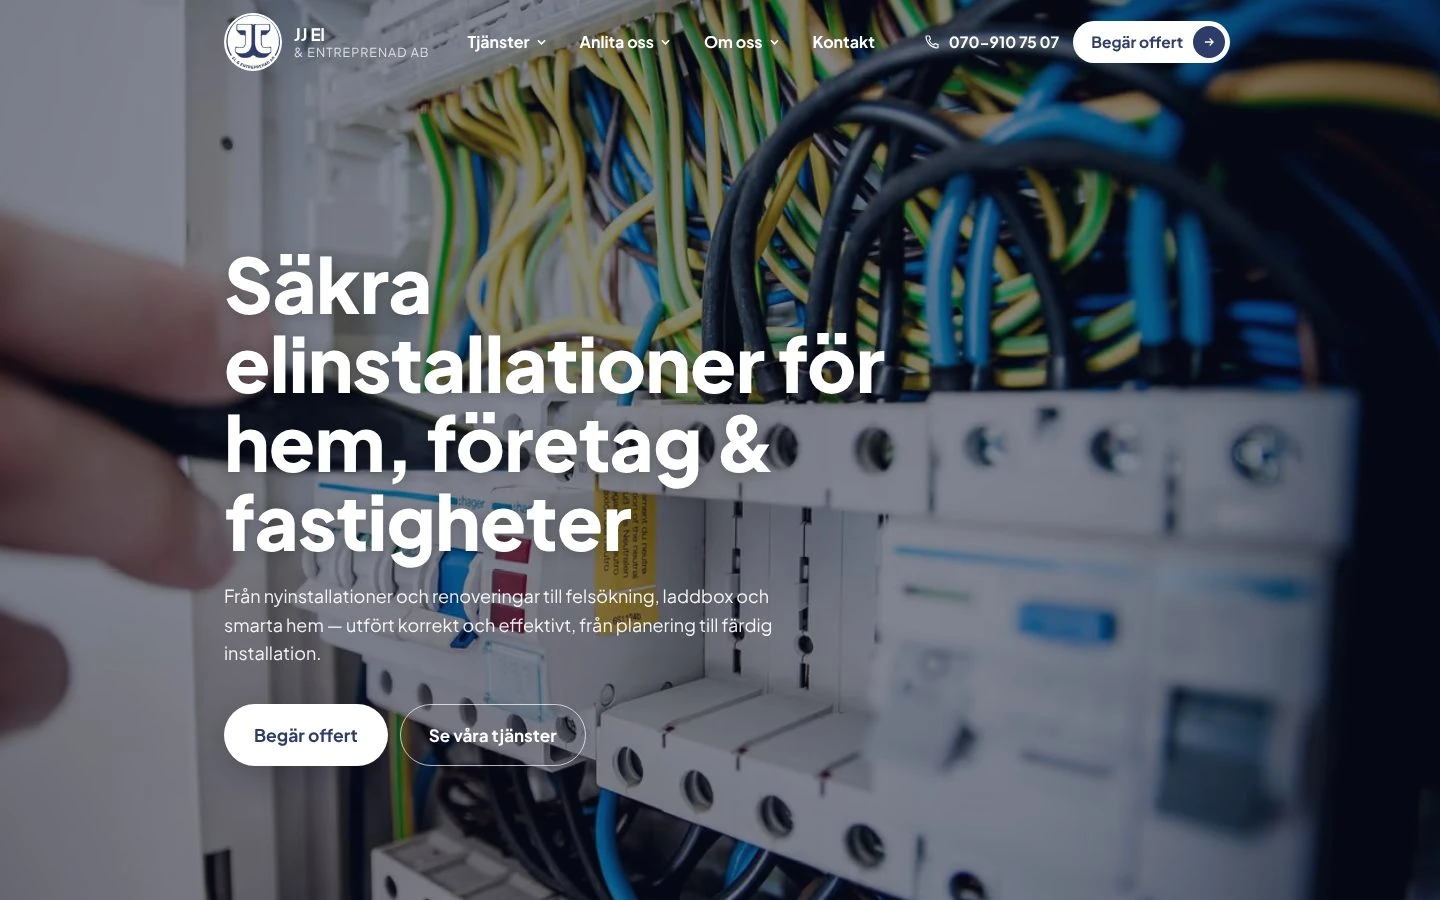 JJ El
& ENTREPRENAD AB
Tjänster
Anlita oss
Om oss
Kontakt
070-910 75 07
Begär offert
Säkra
elinstallationer för
hem, företag &
fastigheter
Från nyinstallationer och renoveringar till felsökning, laddbox och
smarta hem — utfört korrekt och effektivt, från planering till färdig
installation.
Begär offert
Se våra tjänster
hager